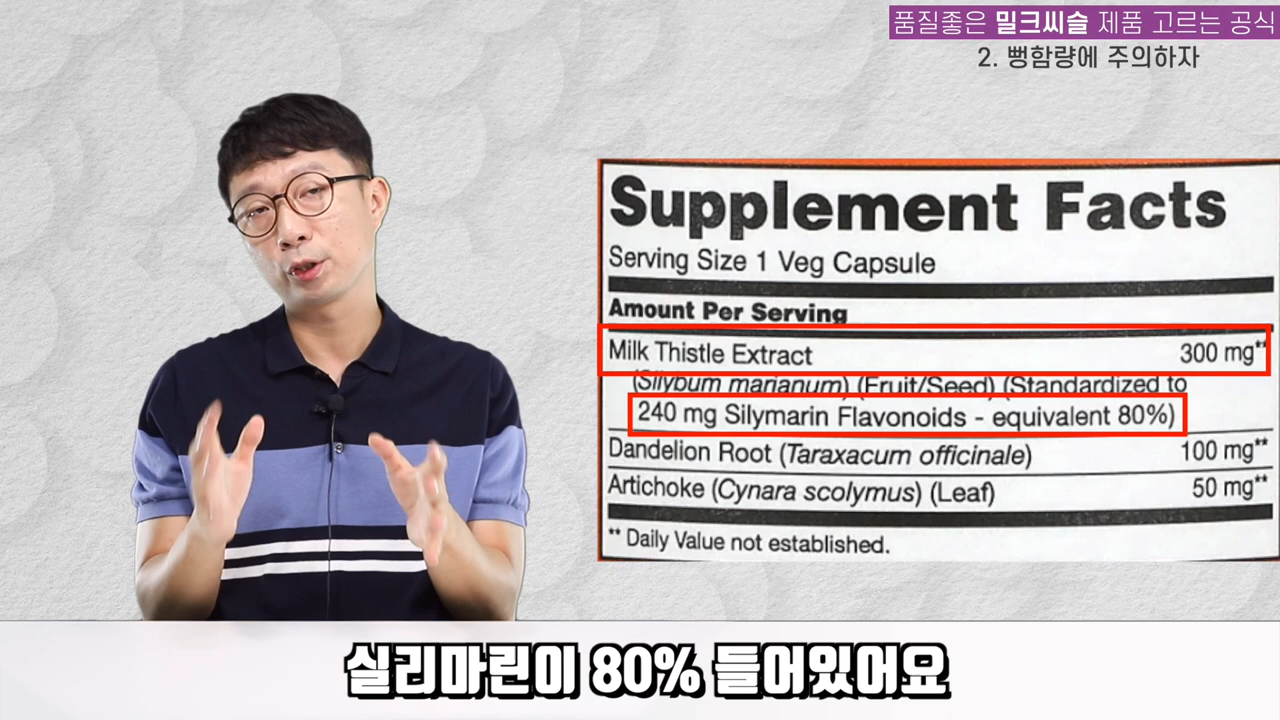 품질좋은 밀크씨슬 제품 고르는 공식
2. 뻥함량에 주의하자
Supplement Facts
Serving Size 1 Veg Capsule
Amount Per Serving
Milk Thistle Extract 300 mg**
(Silybum marianum) (Fruit/Seed) (Standardized to
240 mg Silymarin Flavonoids - equivalent 80%)
Dandelion Root (Taraxacum officinale) 100 mg**
Artichoke (Cynara scolymus) (Leaf) 50 mg**
** Daily Value not established.
실리마린이 80% 들어있어요